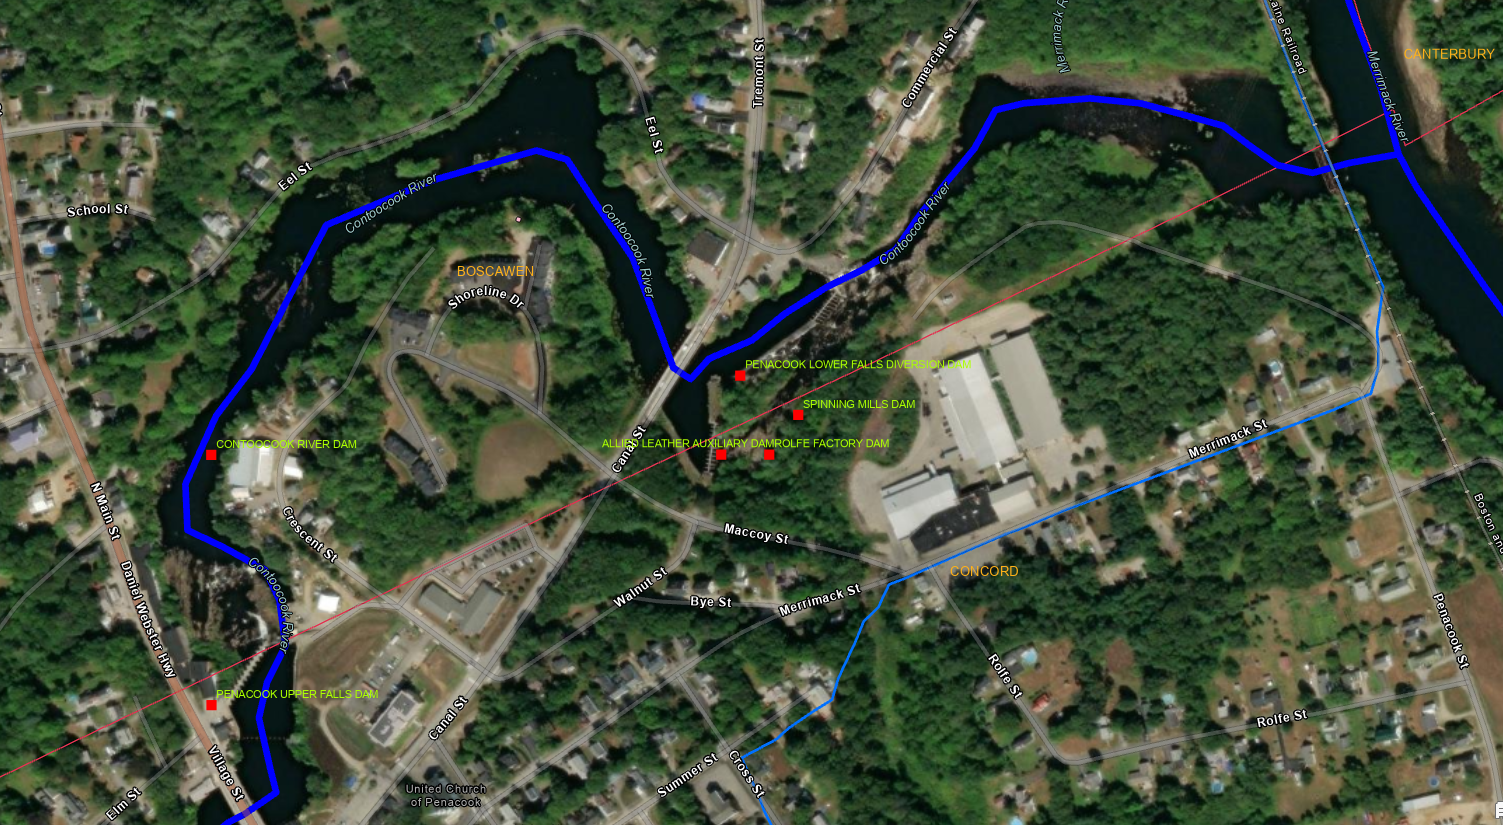 Merrimack R
aine Railroad
CANTERBURY
Merrimack River
Tremont St
Commercial St
Eel St
Eel St
School St
Contoocook River
Contoocook River
Contoocook River
BOSCAWEN
Shoreline Dr
PENACOOK LOWER FALLS DIVERSION DAM
SPINNING MILLS DAM
CONTOOCOOK RIVER DAM
ALLIED LEATHER AUXILIARY DAM
ROLFE FACTORY DAM
Canal St
Merrimack St
N Main St
Crescent St
Maccoy St
Boston and
Daniel Webster Hwy
Contoocook River
Walnut St
Bye St
Merrimack St
CONCORD
Penacook St
Rolfe St
PENACOOK UPPER FALLS DAM
Canal St
Rolfe St
Village St
Summer St
Cross St
Elm St
United Church
of Penacook